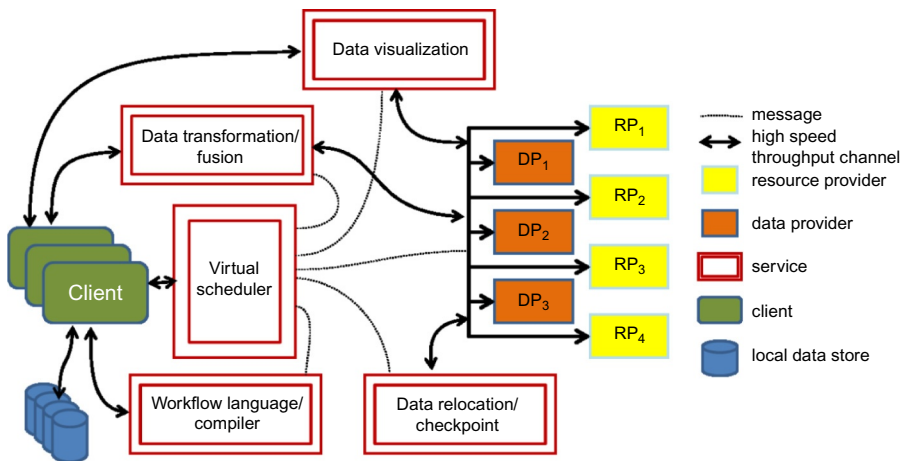 Data visualization
Data transformation/
fusion
Client
Virtual
scheduler
Workflow language/
compiler
Data relocation/
checkpoint
RP1
DP1
RP2
DP2
RP3
DP3
RP4
message
high speed
throughput channel
resource provider
data provider
service
client
local data store